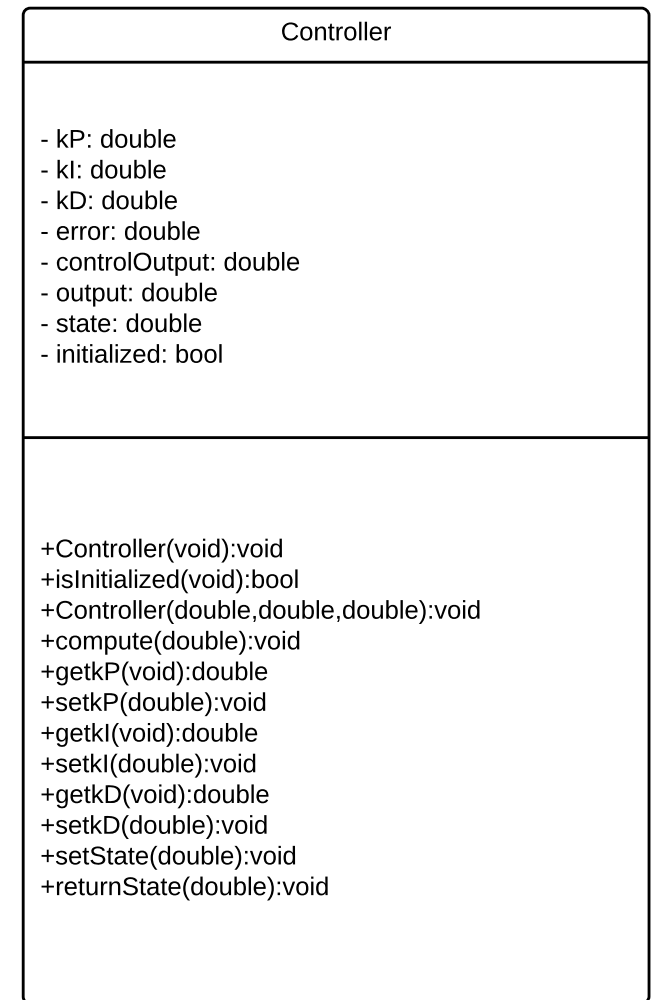 Controller
- kP: double
- kI: double
- kD: double
- error: double
- controlOutput: double
- output: double
- state: double
- initialized: bool
+Controller(void):void
+isInitialized(void):bool
+Controller(double,double,double):void
+compute(double):void
+getkP(void):double
+setkP(double):void
+getkI(void):double
+setkI(double):void
+getkD(void):double
+setkD(double):void
+setState(double):void
+returnState(double):void